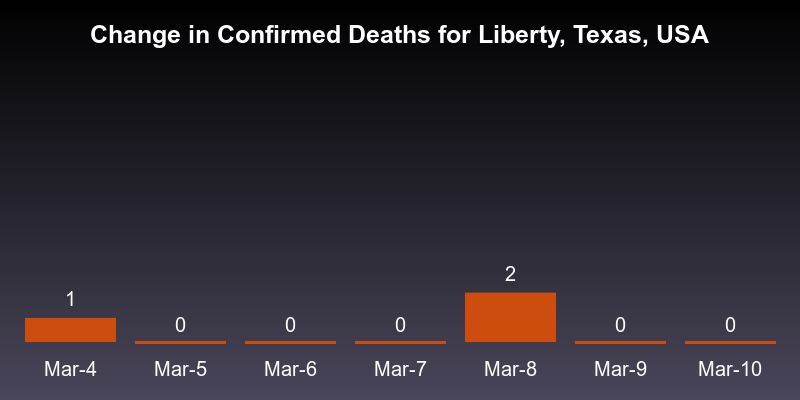 Change in Confirmed Deaths for Liberty, Texas, USA
1 0 0 0 2 0 0
Mar-4 Mar-5 Mar-6 Mar-7 Mar-8 Mar-9 Mar-10